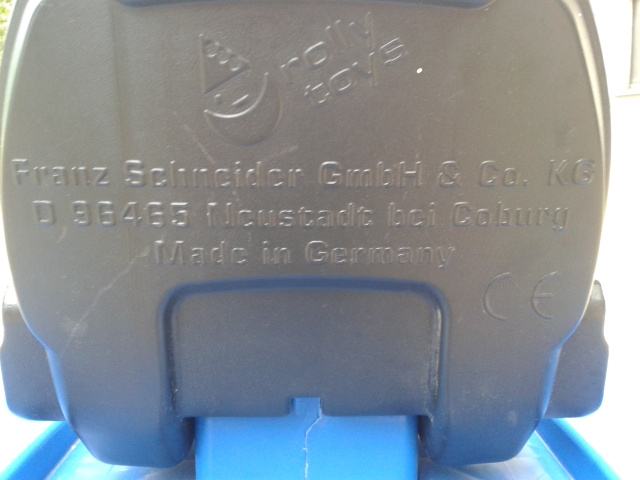 rolly
toys
Franz Schneider GmbH & Co. KG
D 96465 Neustadt bei Coburg
Made in Germany
CE